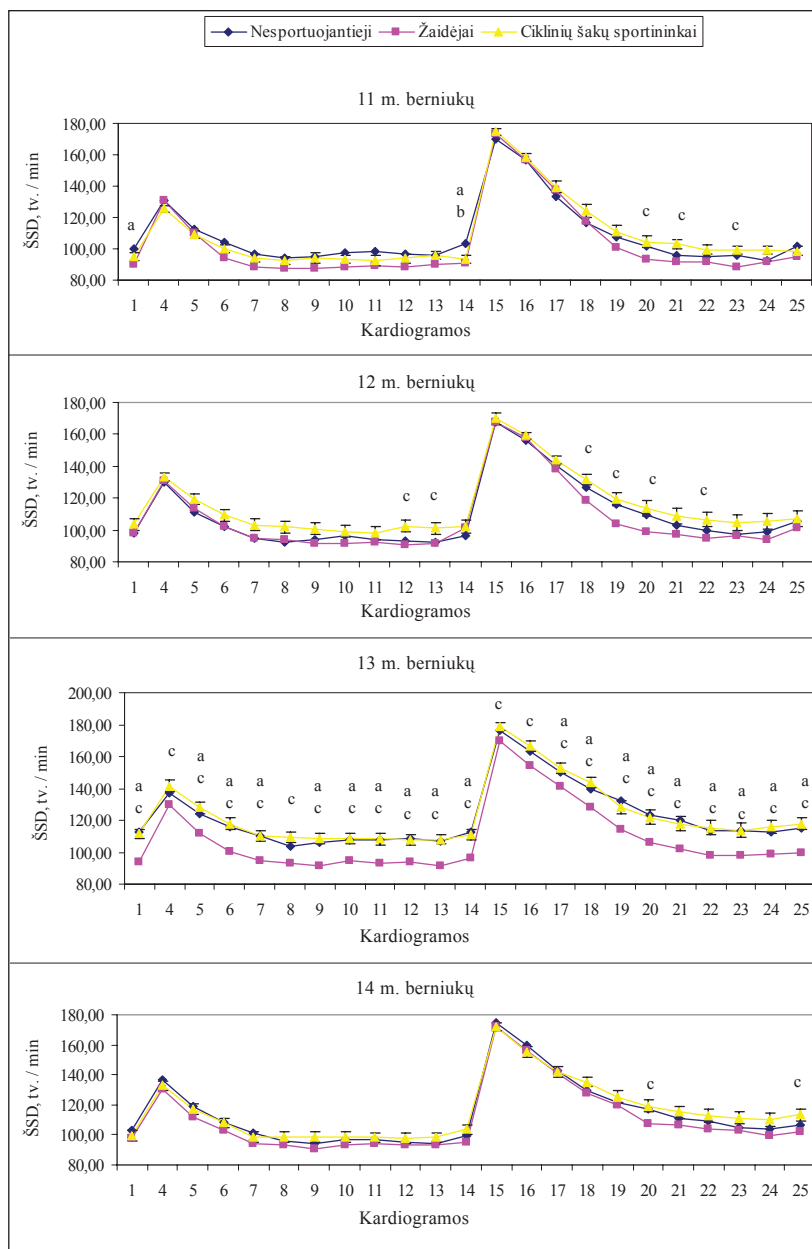 Nesportuojantieji Žaidėjai Ciklinių šakų sportininkai
11 m. berniukų
ŠSD, tv. / min
180,00
160,00
140,00
120,00
100,00
80,00
a
a
b
c c c
1 4 5 6 7 8 9 10 11 12 13 14 15 16 17 18 19 20 21 22 23 24 25
Kardiogramos
12 m. berniukų
ŠSD, tv. / min
180,00
160,00
140,00
120,00
100,00
80,00
c c c c c c
1 4 5 6 7 8 9 10 11 12 13 14 15 16 17 18 19 20 21 22 23 24 25
Kardiogramos
13 m. berniukų
ŠSD, tv. / min
200,00
180,00
160,00
140,00
120,00
100,00
80,00
a c a a a a a a a a a c c a a a a a a a a a
c c c c c c c c c c c c c c c c c c c
1 4 5 6 7 8 9 10 11 12 13 14 15 16 17 18 19 20 21 22 23 24 25
Kardiogramos
14 m. berniukų
ŠSD, tv. / min
180,00
160,00
140,00
120,00
100,00
80,00
c c
1 4 5 6 7 8 9 10 11 12 13 14 15 16 17 18 19 20 21 22 23 24 25
Kardiogramos